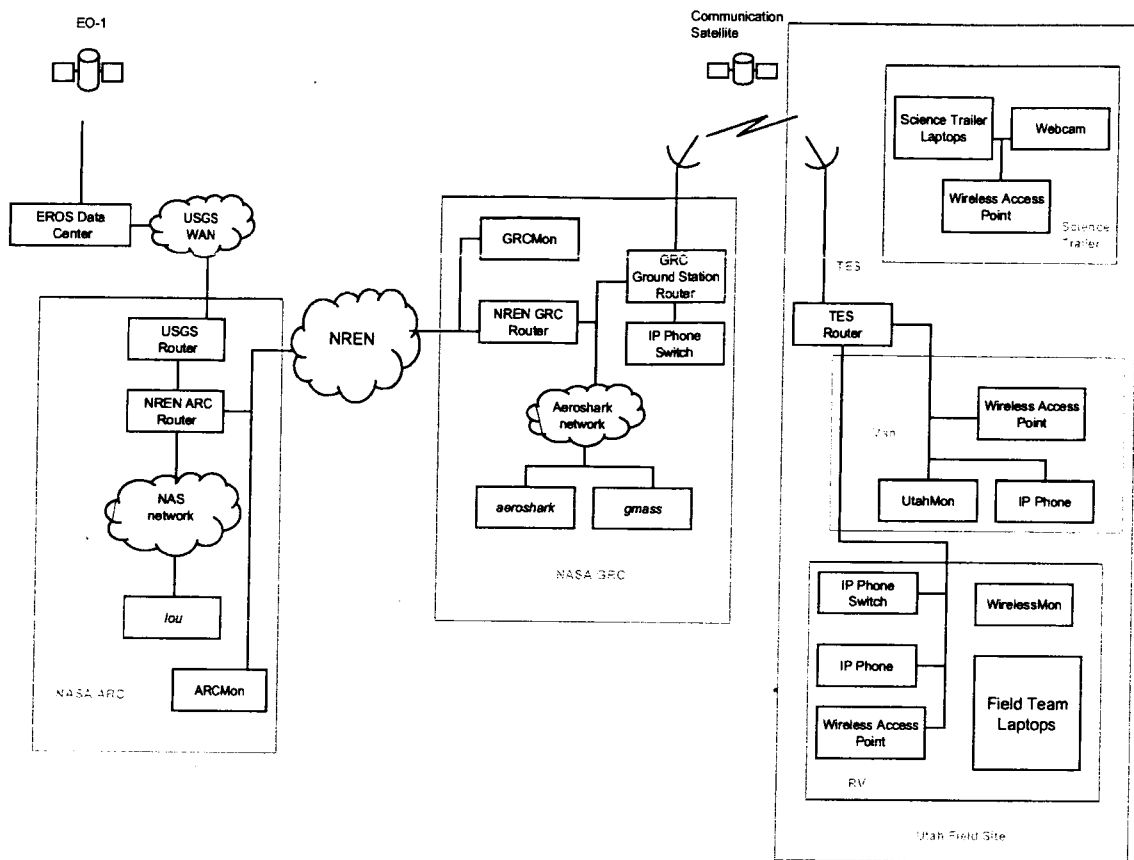 EO-1
Communication
Satellite
EROS Data
Center
USGS
WAN
USGS
Router
NREN ARC
Router
NAS
network
lou
ARCMon
NASA ARC
NREN
GRCMon
NREN GRC
Router
GRC
Ground Station
Router
IP Phone
Switch
Aeroshark
network
aeroshark
gmass
NASA GRC
Science Trailer
Laptops
Webcam
Wireless Access
Point
Science
Trailer
TES
TES
Router
Wireless Access
Point
Van
UtahMon
IP Phone
IP Phone
Switch
WirelessMon
IP Phone
Wireless Access
Point
Field Team
Laptops
RV
Utah Field Site